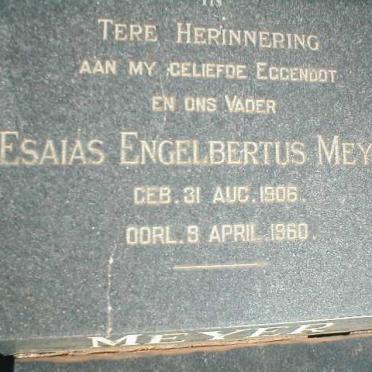 TERE HERINNERING
AAN MY GELIEFDE EGGENOOT
EN ONS VADER
ESAIAS ENGELBERTUS MEY
GEB. 31 AUG. 1906.
OORL. 9 APRIL 1960.
MEYER